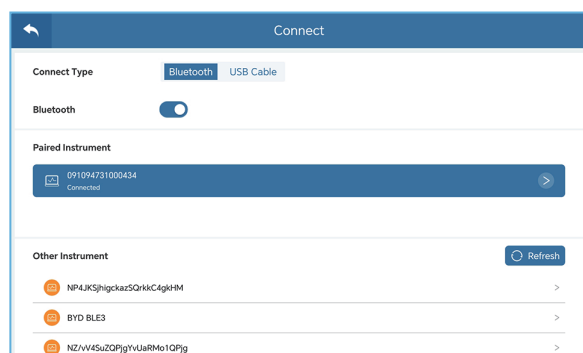 Connect
Connect Type Bluetooth USB Cable
Bluetooth
Paired Instrument
091094731000434
Connected
Other Instrument Refresh
NP4JKSjhigckazSQrkkC4gkHM
BYD BLE3
NZ/vV4SuZQPjgYvUaRMo1QPjg